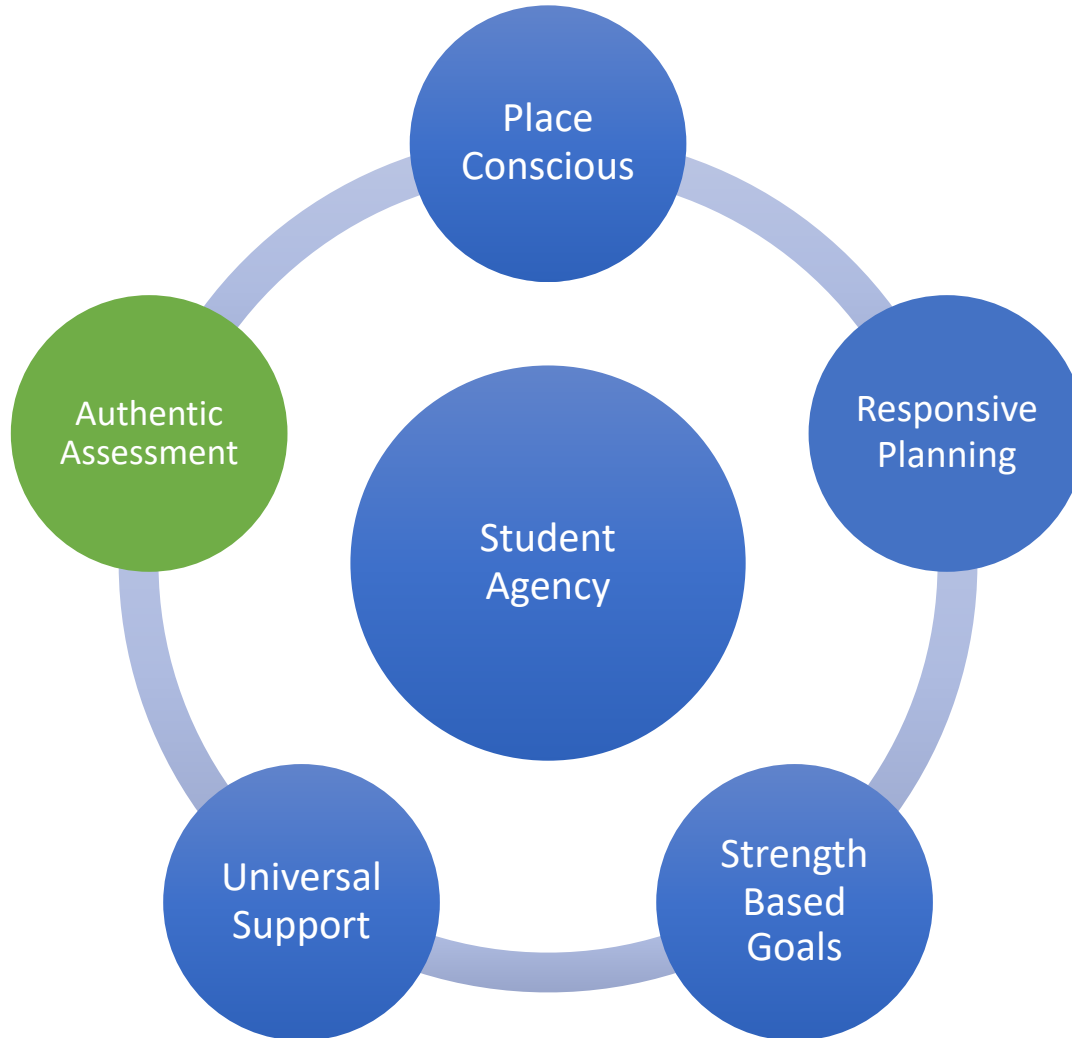 Place
Conscious
Authentic
Assessment
Responsive
Planning
Student
Agency
Universal
Support
Strength
Based
Goals